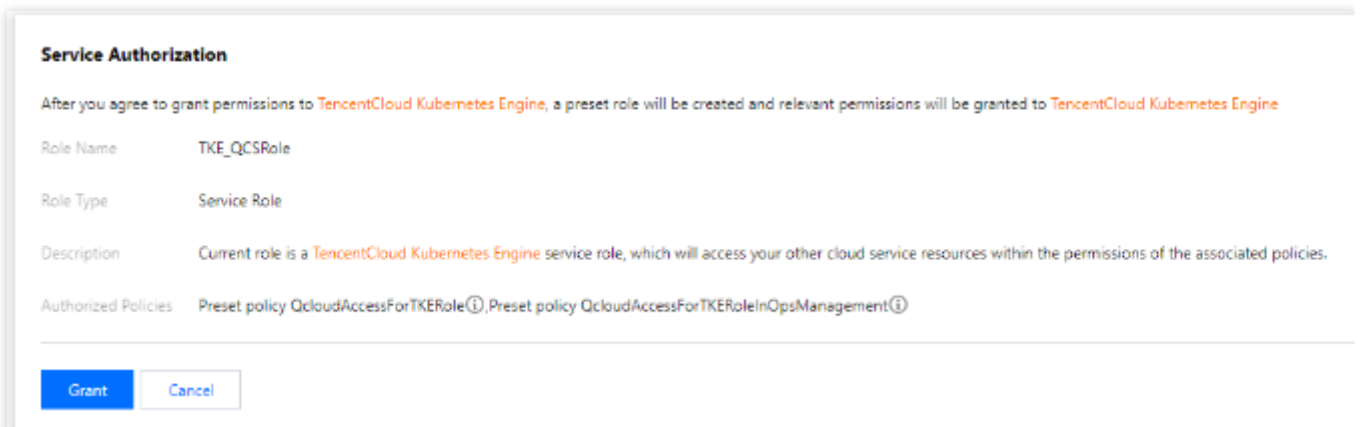 Service Authorization
After you agree to grant permissions to TencentCloud Kubernetes Engine, a preset role will be created and relevant permissions will be granted to TencentCloud Kubernetes Engine
Role Name TKE_QCSRole
Role Type Service Role
Description Current role is a TencentCloud Kubernetes Engine service role, which will access your other cloud service resources within the permissions of the associated policies.
Authorized Policies Preset policy QcloudAccessForTKERoleⓘ,Preset policy QcloudAccessForTKERoleInOpsManagementⓘ
Grant Cancel